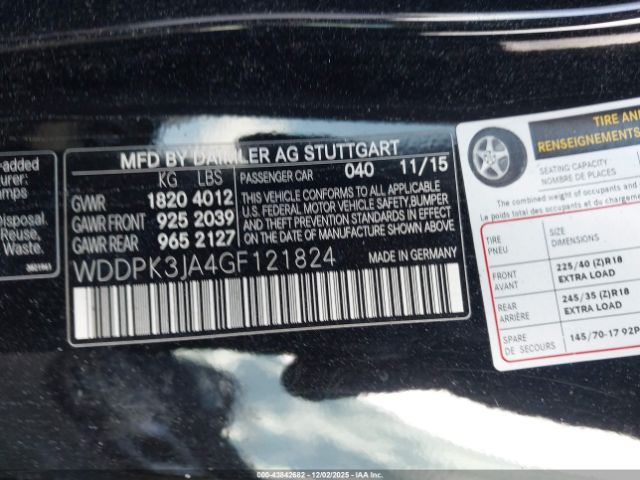 -added
urer:
amps
Disposal.
Reuse,
Waste.
MFD BY DAIMLER AG STUTTGART
KG LBS PASSENGER CAR 040 11/15
GVWR 1820 4012
GAWR FRONT 925 2039
GAWR REAR 965 2127
THIS VEHICLE CONFORMS TO ALL APPLICABLE
U.S. FEDERAL MOTOR VEHICLE SAFETY,BUMPER
AND THEFT PREVENTION STANDARDS IN EFFECT
ON THE DATE OF MANUFACTURE SHOWN ABOVE.
WDDPK3JA4GF121824 MADE IN GERMANY
TIRE AN
RENSEIGNEMENTS
SEATING CAPACITY
NOMBRE DE PLACES
The combined weight of occupants and
Le poids total des occupants
TIRE
PNEU
SIZE
DIMENSIONS
FRONT
AVANT
225/40 (Z)R18
EXTRA LOAD
REAR
ARRIÈRE
245/35 (Z)R18
EXTRA LOAD
SPARE
DE SECOURS
145/70-17 92P
000-43842682 - 12/02/2025 -